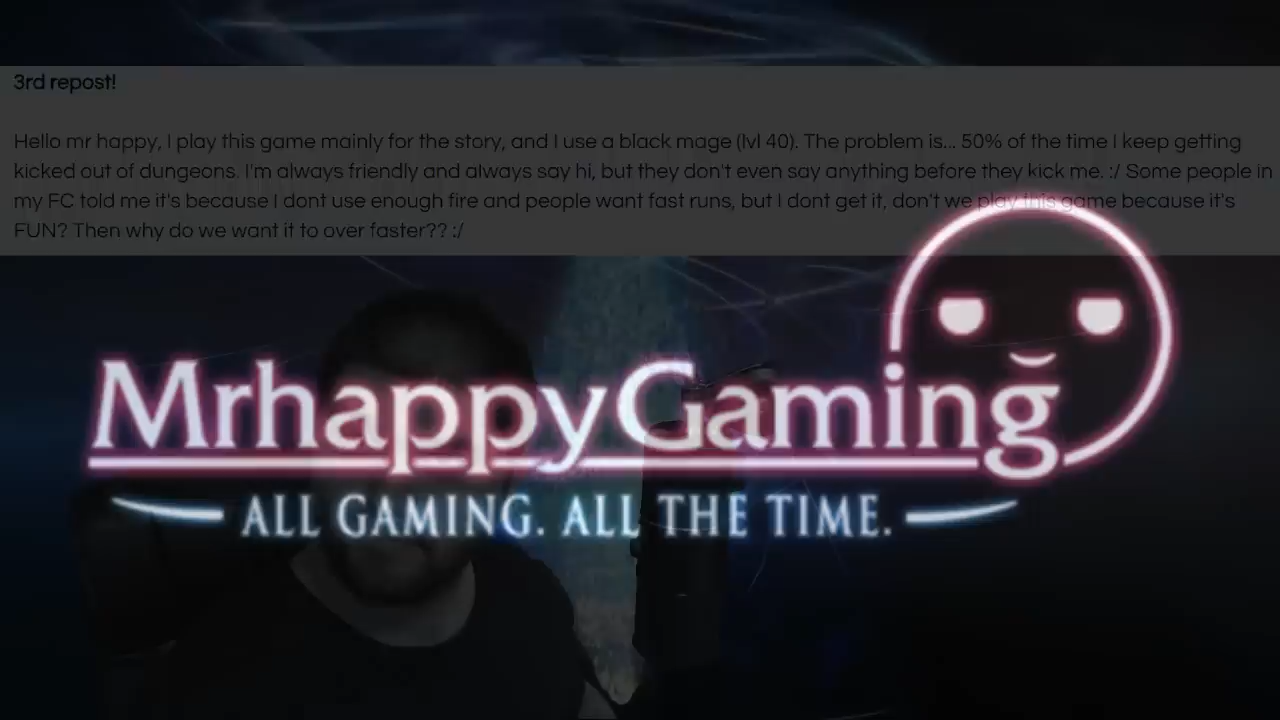 3rd repost!
Hello mr happy, I play this game mainly for the story, and I use a black mage (lvl 40). The problem is... 50% of the time I keep getting
kicked out of dungeons. I'm always friendly and always say hi, but they don't even say anything before they kick me. :/ Some people in
my FC told me it's because I dont use enough fire and people want fast runs, but I dont get it, don't we play this game because it's
FUN? Then why do we want it to over faster?? :/
MrhappyGaming
ALL GAMING. ALL THE TIME.